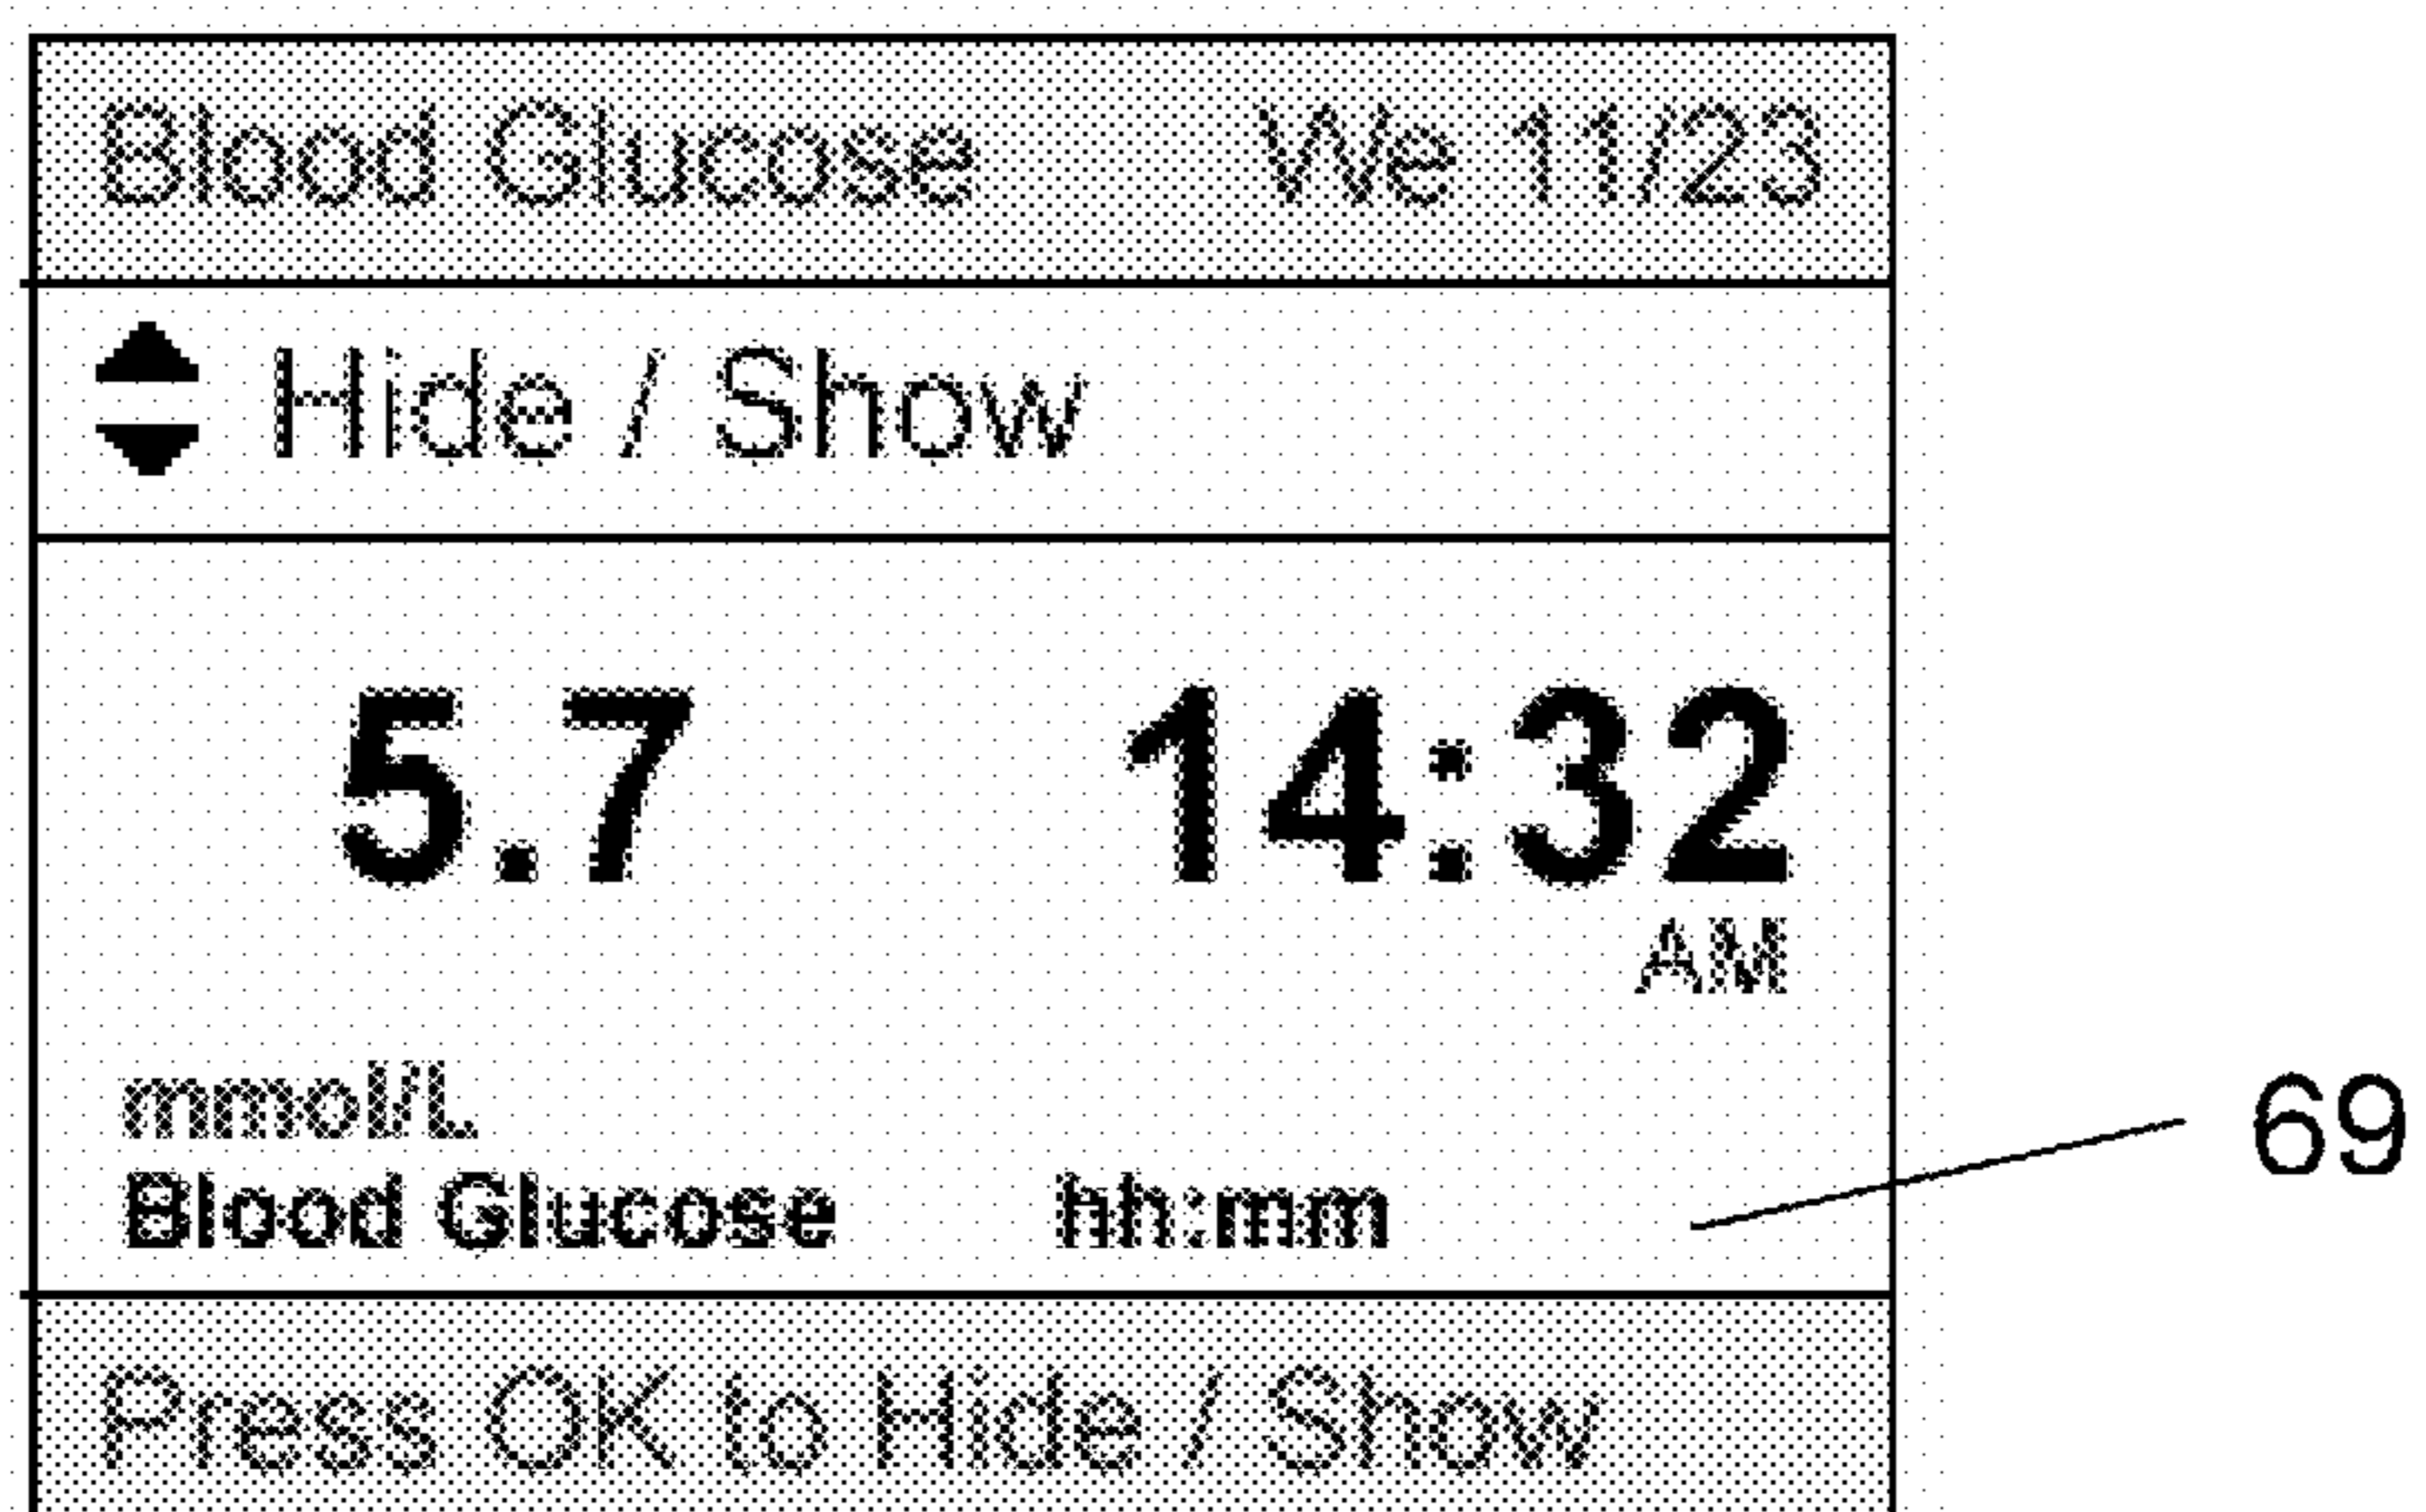 Blood Glucose We 11/23
Hide / Show
5.7 14:32
AM
mmol/L
69
Blood Glucose hh:mm
Press OK to Hide / Show